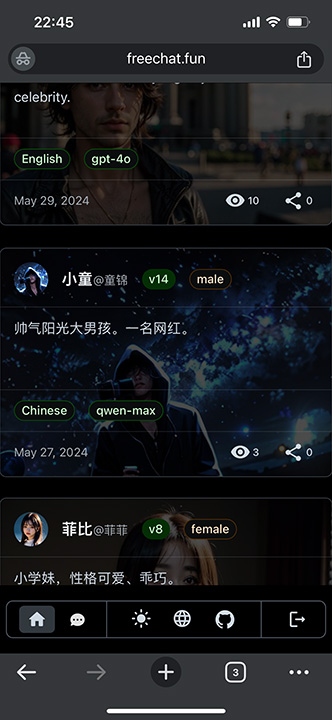 22:45
freechat.fun
celebrity.
English gpt-4o
May 29, 2024 10 0
小童@童锦 v14 male
帅气阳光大男孩。一名网红。
Chinese qwen-max
May 27, 2024 3 0
菲比@菲菲 v8 female
小学妹，性格可爱、乖巧。
3